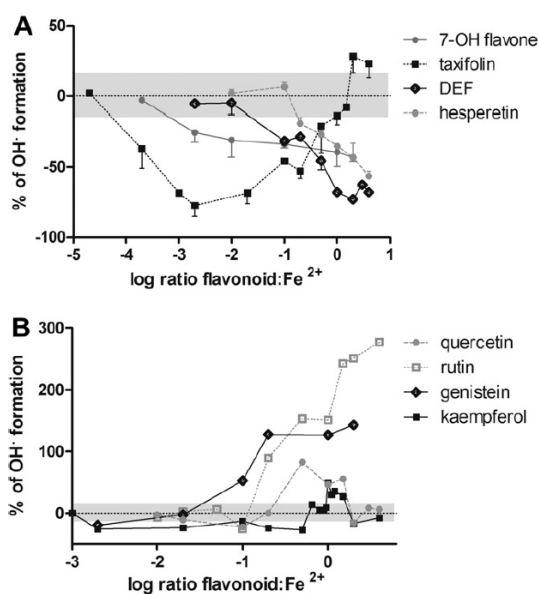 A
50
0
-50
-100
% of OH· formation
-5 -4 -3 -2 -1 0 1
log ratio flavonoid:Fe 2+
7-OH flavone
taxifolin
DEF
hesperetin
B
300
200
100
0
% of OH· formation
-3 -2 -1 0
log ratio flavonoid:Fe2+
quercetin
rutin
genistein
kaempferol